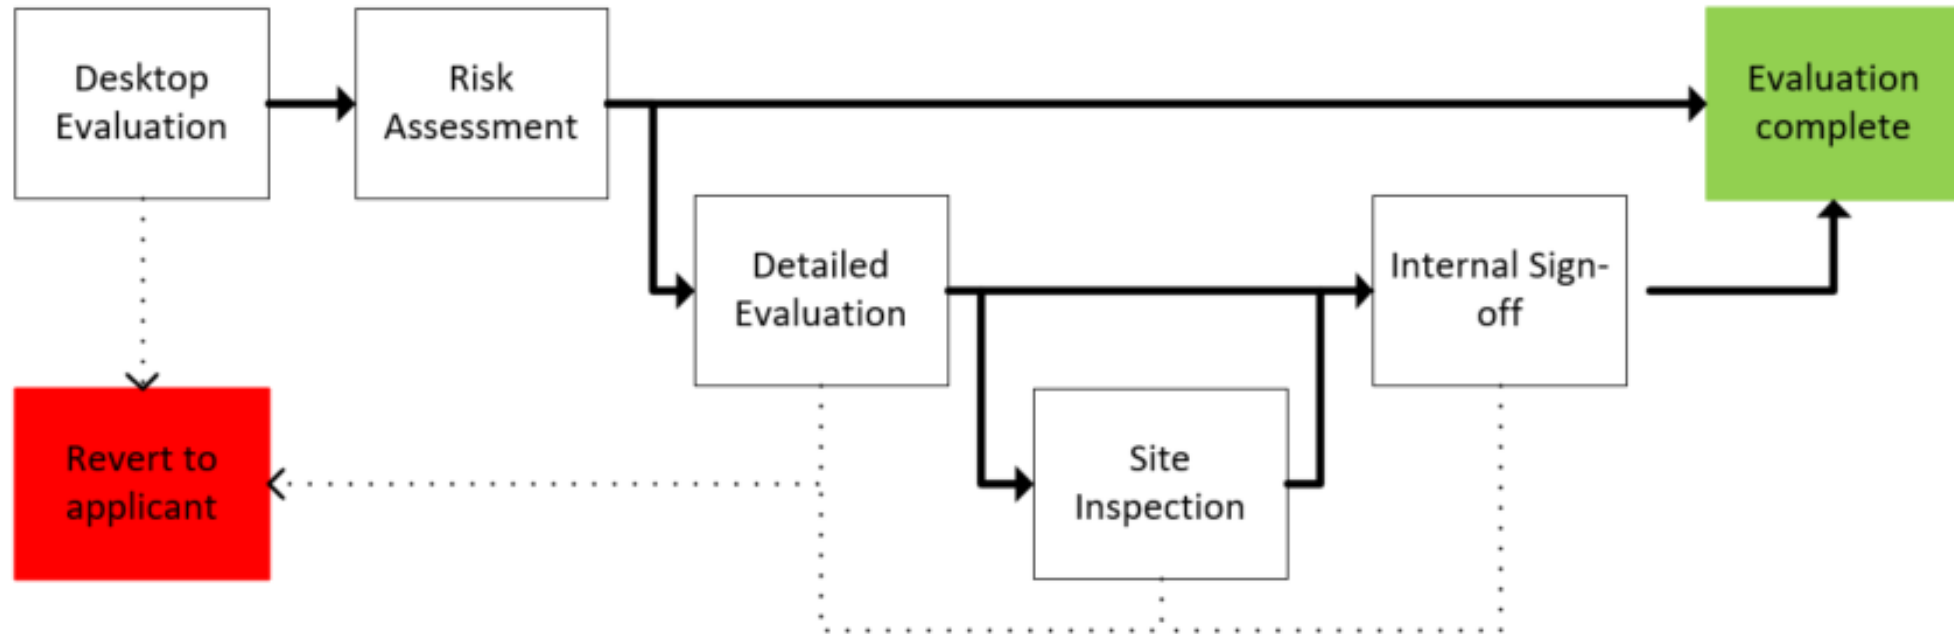 Desktop
Evaluation
Risk
Assessment
Evaluation
complete
Detailed
Evaluation
Internal Sign-
off
Revert to
applicant
Site
Inspection